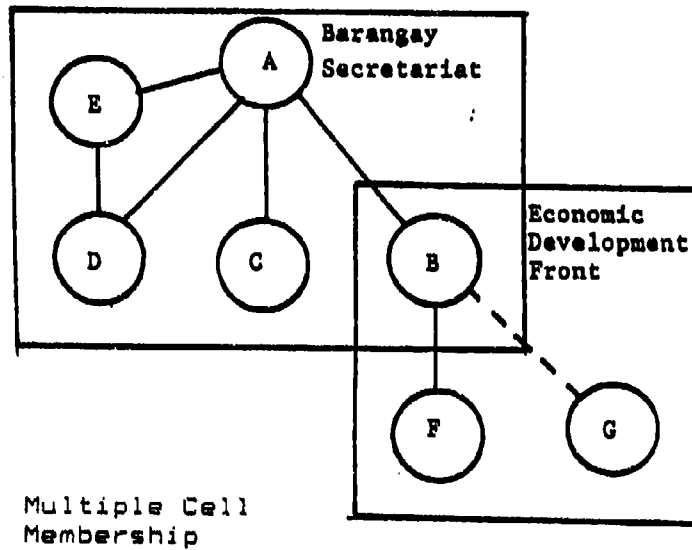 Barangay
Secretariat
A
E
D
C
B
Economic
Development
Front
F
G
Multiple Cell
Membership